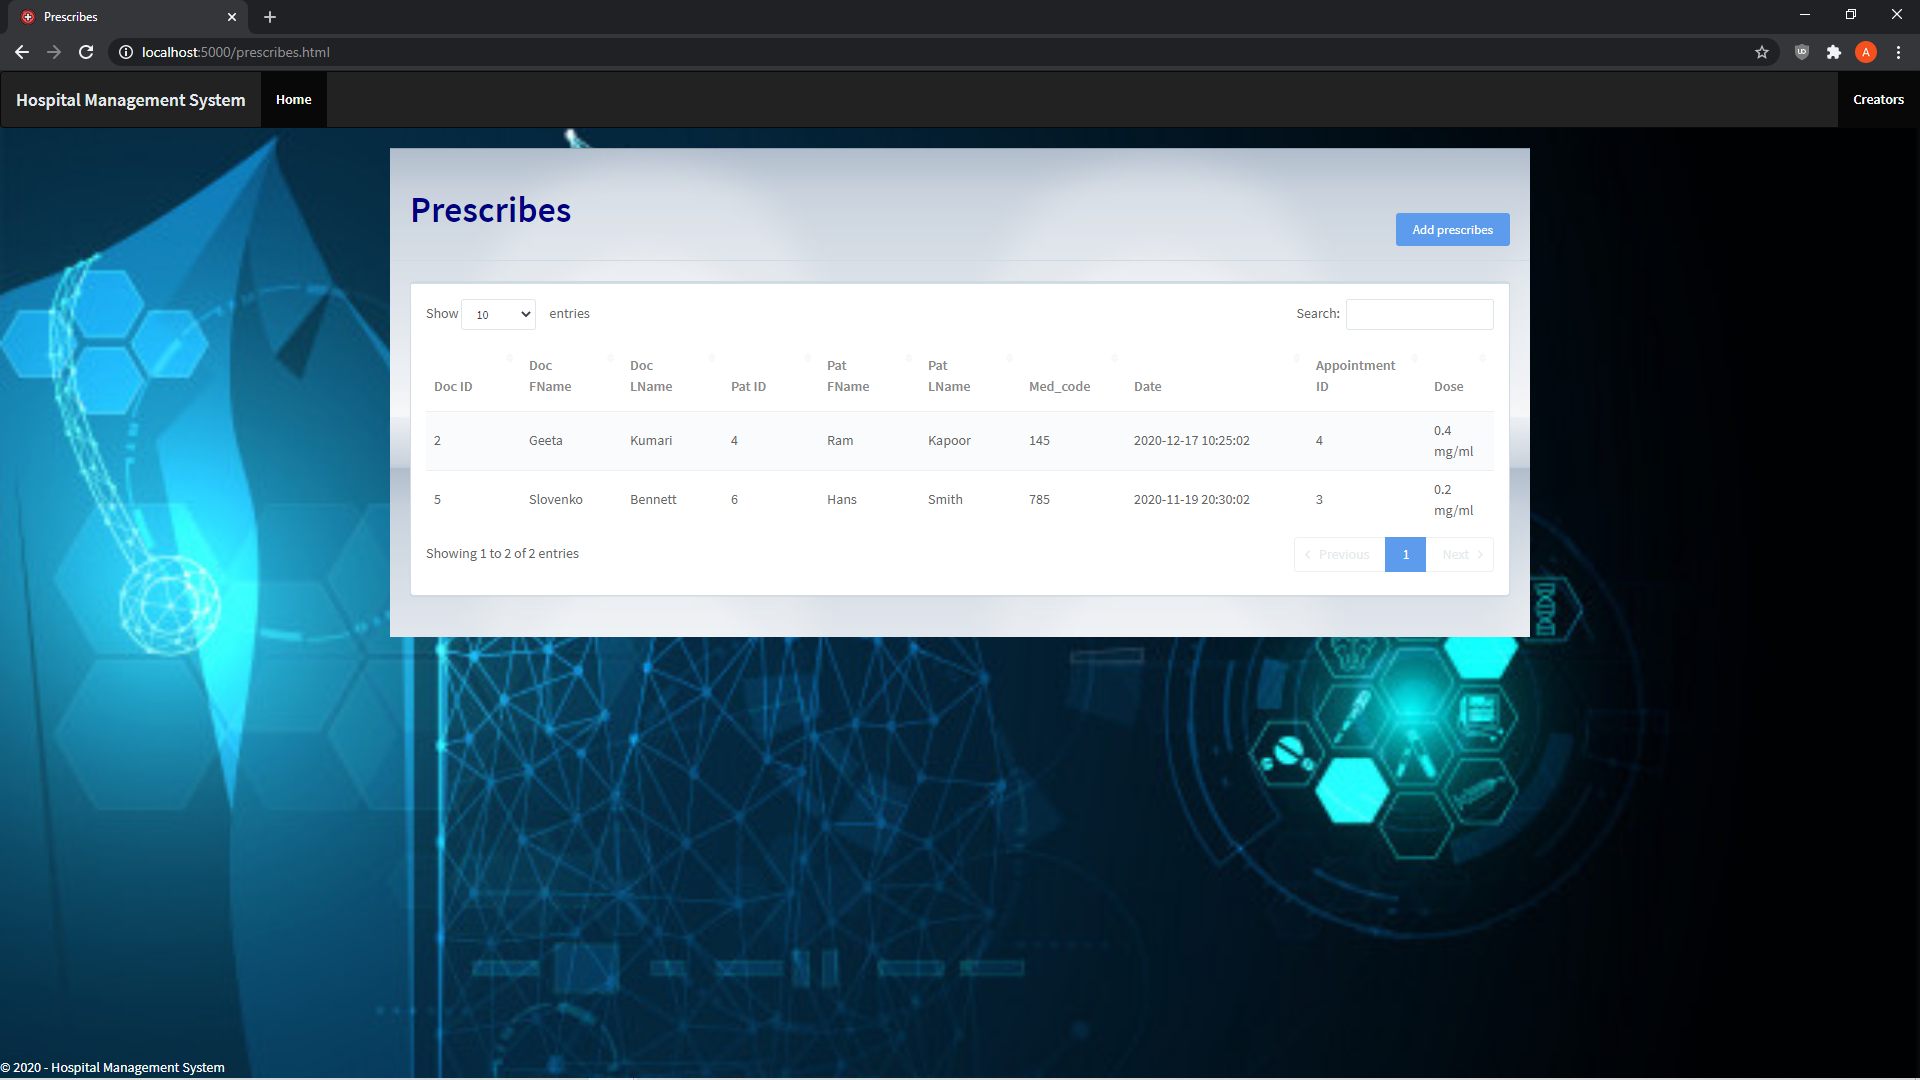 Prescribes
localhost:5000/prescribes.html
A
Hospital Management System Home Creators
Prescribes
Add prescribes
Show 10 entries Search:
Doc ID Doc FName Doc LName Pat ID Pat FName Pat LName Med_code Date Appointment ID Dose
2 Geeta Kumari 4 Ram Kapoor 145 2020-12-17 10:25:02 4 0.4 mg/ml
5 Slovenko Bennett 6 Hans Smith 785 2020-11-19 20:30:02 3 0.2 mg/ml
Showing 1 to 2 of 2 entries Previous 1 Next
© 2020 - Hospital Management System